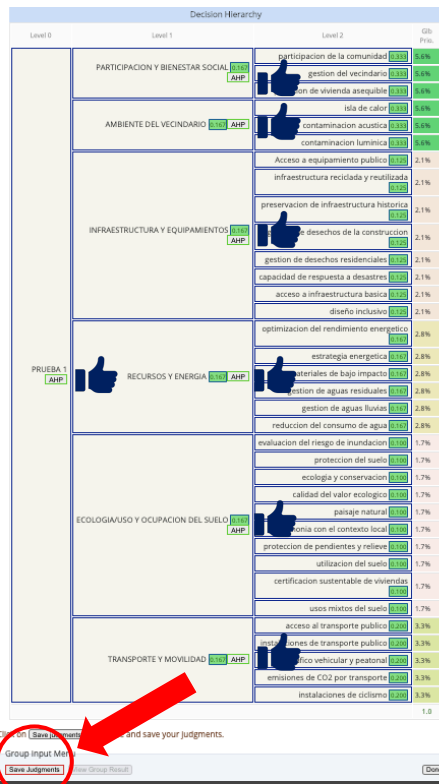 Decision Hierarchy
Level 0 Level 1 Level 2 Glb Prio.
PRUEBA 1 AHP
PARTICIPACION Y BIENESTAR SOCIAL 0.167 AHP
participacion de la comunidad 0.333 5.6%
gestion del vecindario 0.333 5.6%
de vivienda asequible 0.333 5.6%
AMBIENTE DEL VECINDARIO 0.167 AHP
isla de calor 0.333 5.6%
contaminacion acustica 0.333 5.6%
contaminacion luminica 0.333 5.6%
INFRAESTRUCTURA Y EQUIPAMIENTOS 0.167 AHP
Acceso a equipamiento publico 0.125 2.1%
infraestructura reciclada y reutilizada 0.125 2.1%
preservacion de infraestructura historica 0.125 2.1%
de desechos de la construccion 0.125 2.1%
gestion de desechos residenciales 0.125 2.1%
capacidad de respuesta a desastres 0.125 2.1%
acceso a infraestructura basica 0.125 2.1%
diseño inclusivo 0.125 2.1%
RECURSOS Y ENERGIA 0.167 AHP
optimizacion del rendimiento energetico 0.167 2.8%
estrategia energetica 0.167 2.8%
materiales de bajo impacto 0.167 2.8%
gestion de aguas residuales 0.167 2.8%
gestion de aguas lluvias 0.167 2.8%
reduccion del consumo de agua 0.167 2.8%
ECOLOGIA/USO Y OCUPACION DEL SUELO 0.167 AHP
evaluacion del riesgo de inundacion 0.100 1.7%
proteccion del suelo 0.100 1.7%
ecologia y conservacion 0.100 1.7%
calidad del valor ecologico 0.100 1.7%
paisaje natural 0.100 1.7%
con el contexto local 0.100 1.7%
proteccion de pendientes y relieve 0.100 1.7%
utilizacion del suelo 0.100 1.7%
certificacion sustentable de viviendas 0.100 1.7%
usos mixtos del suelo 0.100 1.7%
TRANSPORTE Y MOVILIDAD 0.167 AHP
acceso al transporte publico 0.200 3.3%
de transporte publico 0.200 3.3%
vehicular y peatonal 0.200 3.3%
emisiones de CO2 por transporte 0.200 3.3%
instalaciones de ciclismo 0.200 3.3%
1.0
on Save judgments and save your judgments.
Group Input Menu
Save Judgments View Group Result